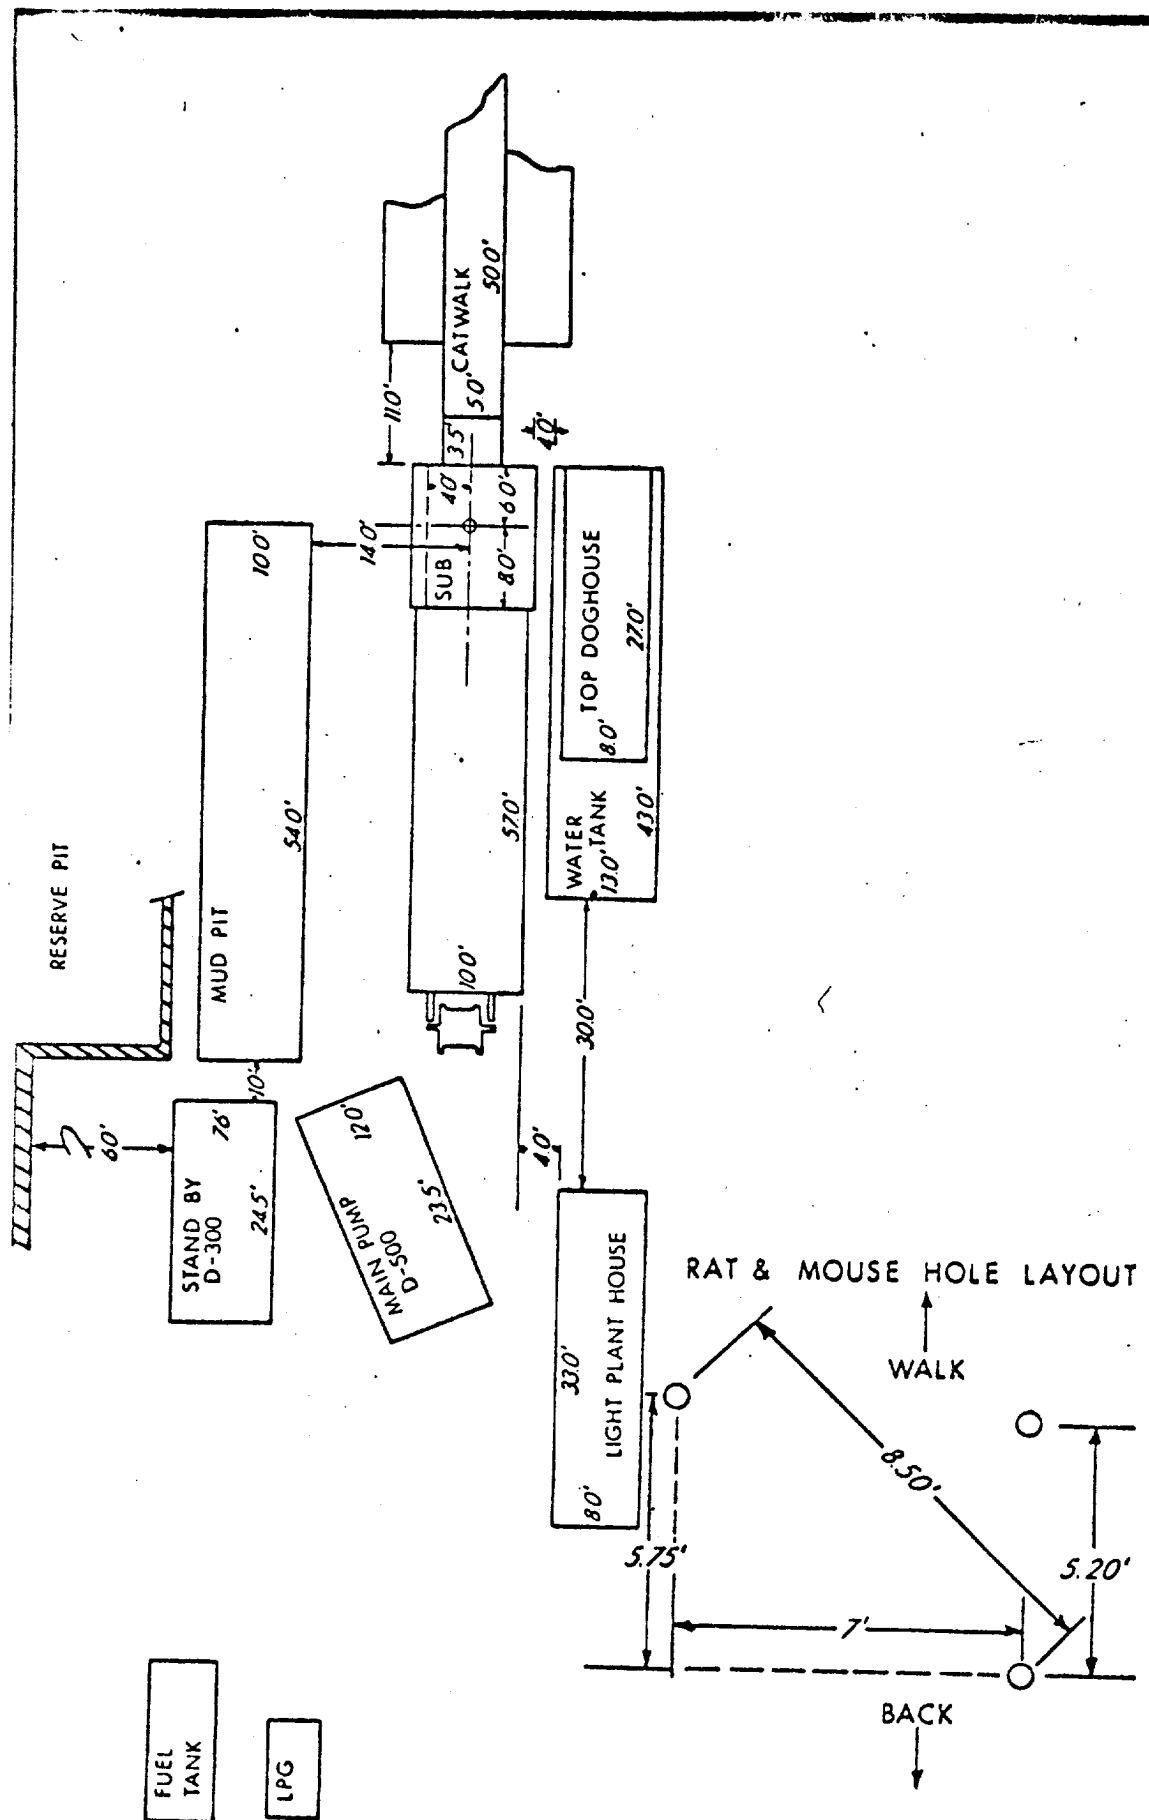 RESERVE PIT
CATWALK
50.0'
5.0'
11.0'
3.5'
4.0'
4.0'
6.0'
8.0'
SUB
14.0'
MUD PIT
10.0'
54.0'
TOP DOGHOUSE
8.0'
27.0'
WATER
TANK
13.0'
43.0'
57.0'
10.0'
30.0'
4.0'
STAND BY
D-300
7.6'
24.5'
60'
10'
MAIN PUMP
D-500
12.0'
23.5'
LIGHT PLANT HOUSE
33.0'
8.0'
FUEL
TANK
LPG
RAT & MOUSE HOLE LAYOUT
WALK
8.50'
5.75'
5.20'
7'
BACK